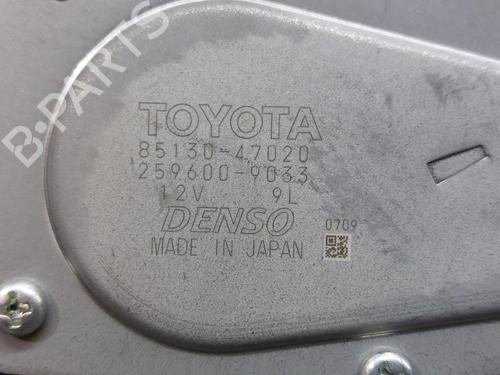 B-PARTS
TOYOTA
85130-47020
259600-9033
12V 9L
DENSO
0709
MADE IN JAPAN